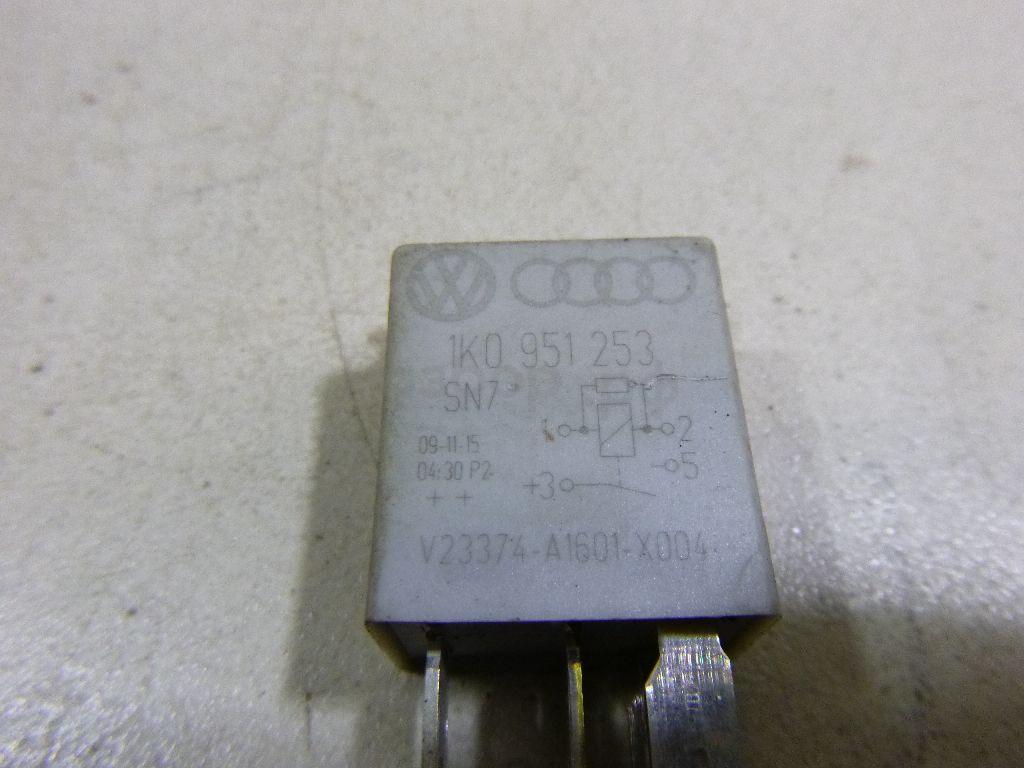 1K0 951 253
SN7
1 2
09-11-15
5
04:30 P2
+3
+ +
V23374-A1601-X004